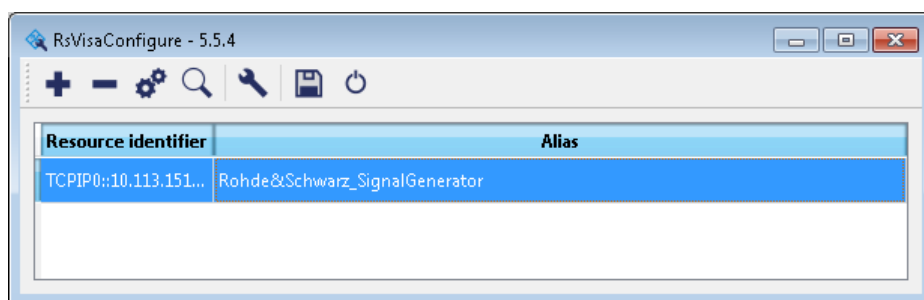 RsVisaConfigure - 5.5.4
Resource identifier Alias
TCPIP0::10.113.151... Rohde&Schwarz_SignalGenerator